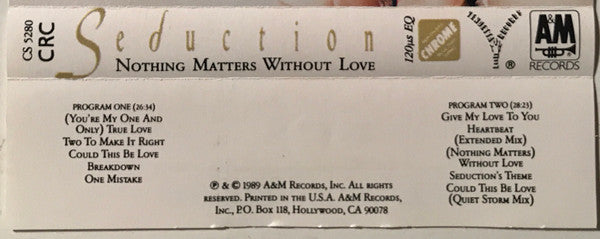 CS 5280
CRC
Seduction
NOTHING MATTERS WITHOUT LOVE
120µs EQ
CHROME
®
A&M
RECORDS
PROGRAM ONE (26:34)
(YOU'RE MY ONE AND
ONLY) TRUE LOVE
TWO TO MAKE IT RIGHT
COULD THIS BE LOVE
BREAKDOWN
ONE MISTAKE
℗ & © 1989 A&M RECORDS, INC. ALL RIGHTS
RESERVED. PRINTED IN THE U.S.A. A&M RECORDS,
INC., P.O. BOX 118, HOLLYWOOD, CA 90078
PROGRAM TWO (28:23)
GIVE MY LOVE TO YOU
HEARTBEAT
(EXTENDED MIX)
(NOTHING MATTERS)
WITHOUT LOVE
SEDUCTION'S THEME
COULD THIS BE LOVE
(QUIET STORM MIX)